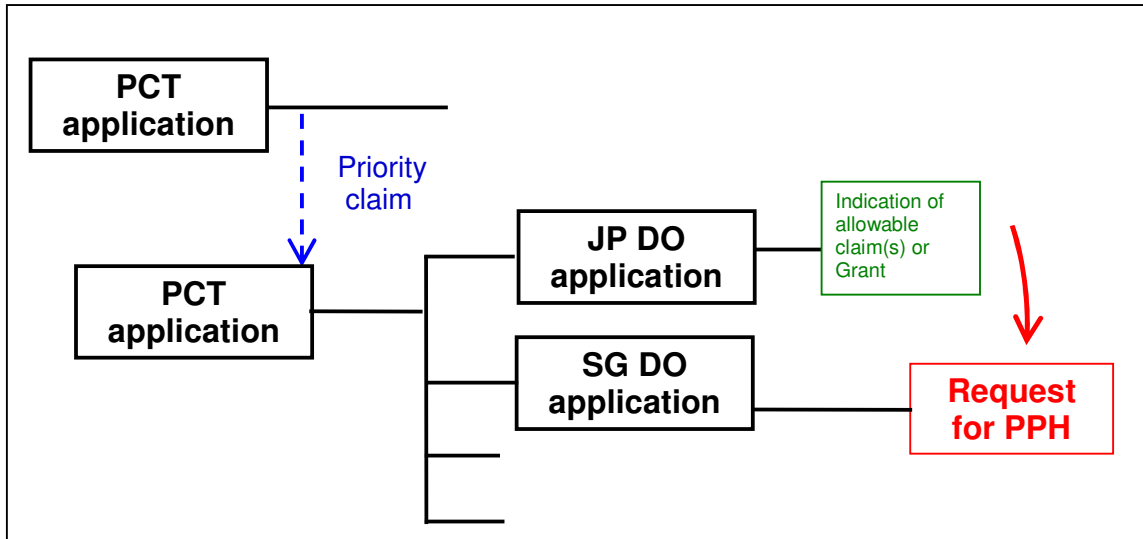 PCT
application
Priority
claim
PCT
application
JP DO
application
Indication of
allowable
claim(s) or
Grant
SG DO
application
Request
for PPH